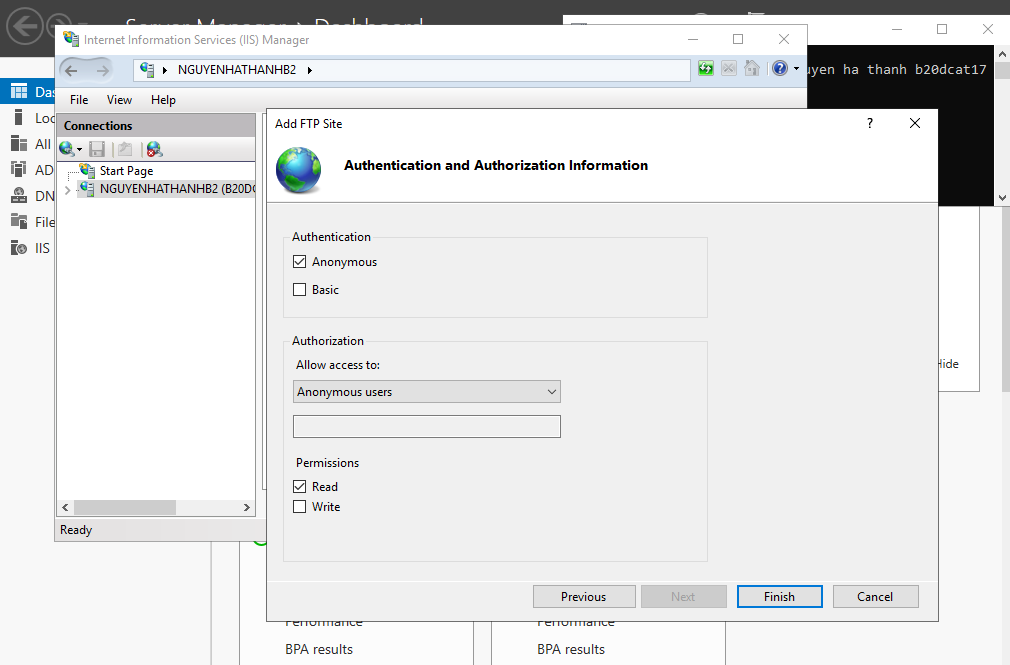 Server Manager • Dashboard
Internet Information Services (IIS) Manager
NGUYENHATHANHB2
File View Help
uyen ha thanh b20dcat17
Connections
Start Page
NGUYENHATHANHB2 (B20D
Ready
Das
Loc
All
AD
DN
File
IIS
Add FTP Site
?
Authentication and Authorization Information
Authentication
Anonymous
Basic
Authorization
Allow access to:
Anonymous users
Permissions
Read
Write
Hide
Previous
Next
Finish
Cancel
Performance
BPA results
Performance
BPA results